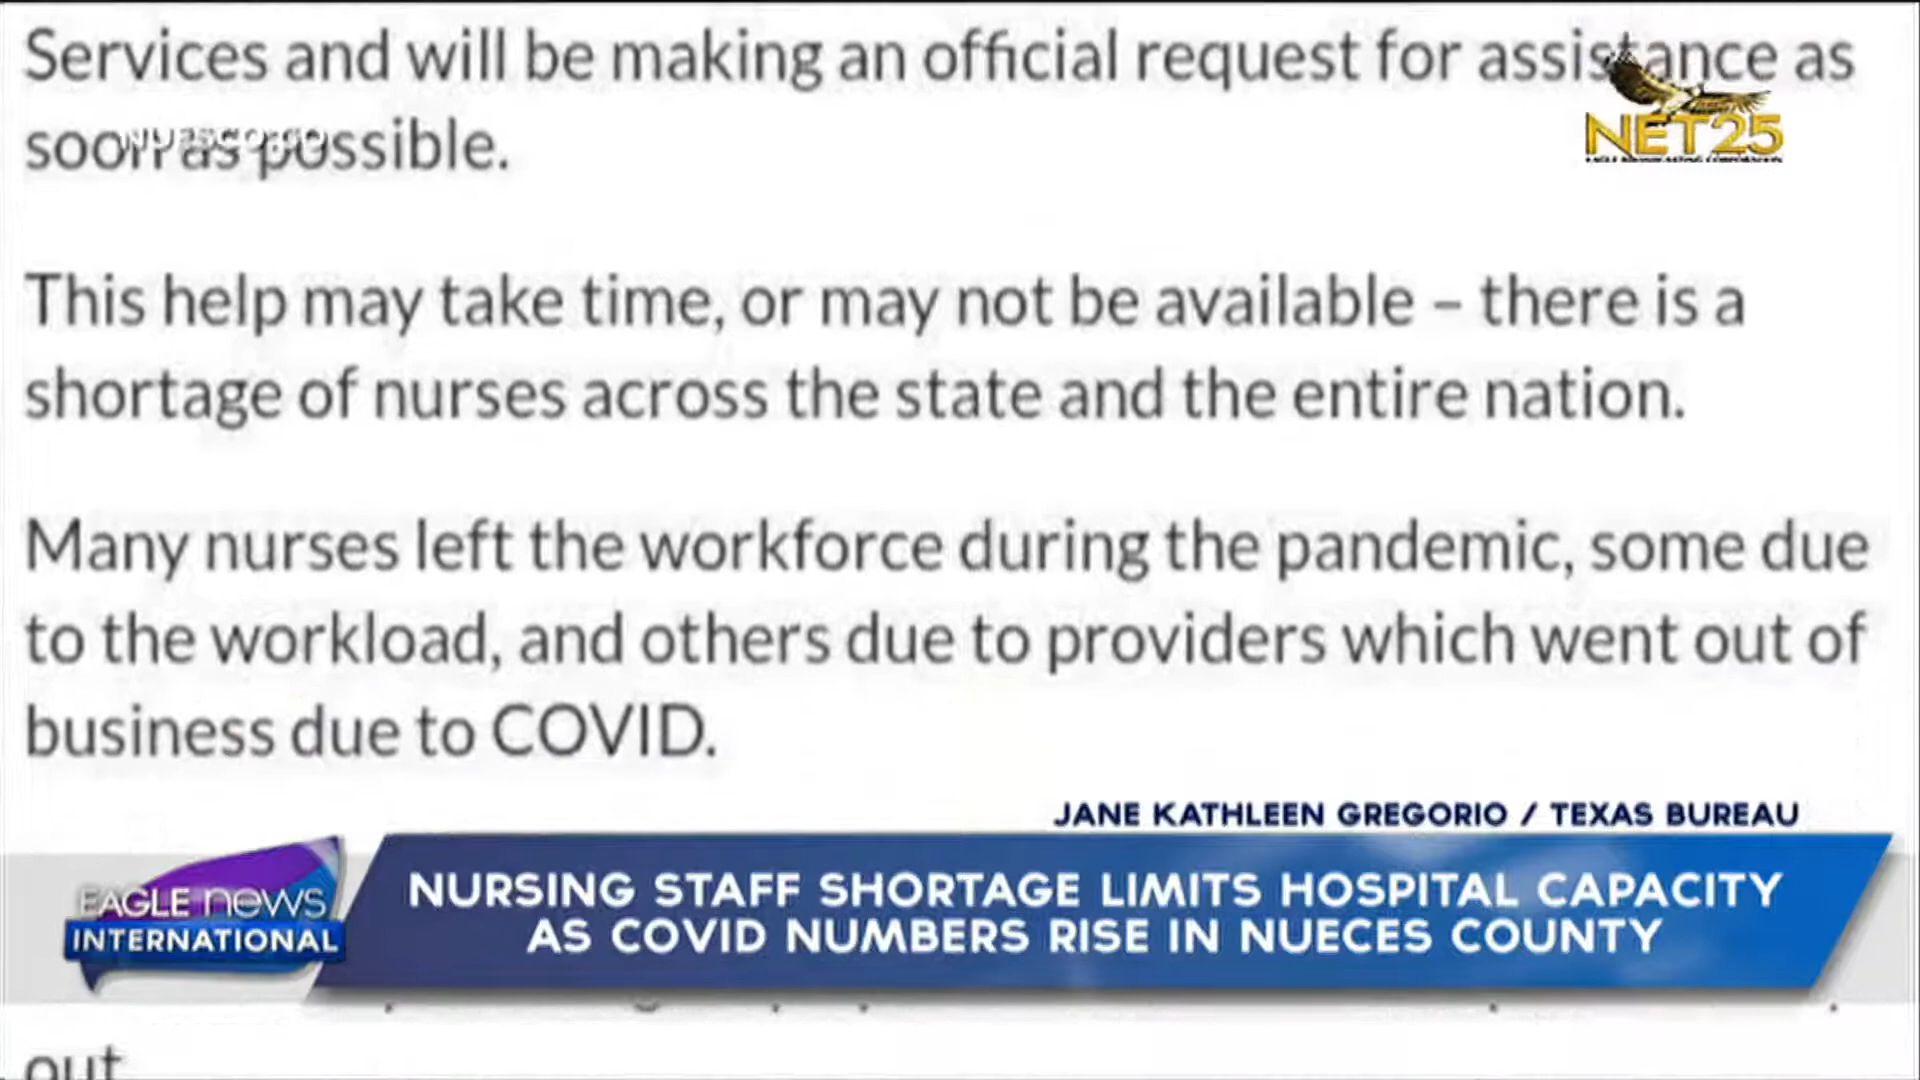 Services and will be making an official request for assistance as
soon as possible.
NET25
EAGLE BROADCASTING CORPORATION
This help may take time, or may not be available – there is a
shortage of nurses across the state and the entire nation.
Many nurses left the workforce during the pandemic, some due
to the workload, and others due to providers which went out of
business due to COVID.
JANE KATHLEEN GREGORIO / TEXAS BUREAU
EAGLE news
INTERNATIONAL
NURSING STAFF SHORTAGE LIMITS HOSPITAL CAPACITY
AS COVID NUMBERS RISE IN NUECES COUNTY
out